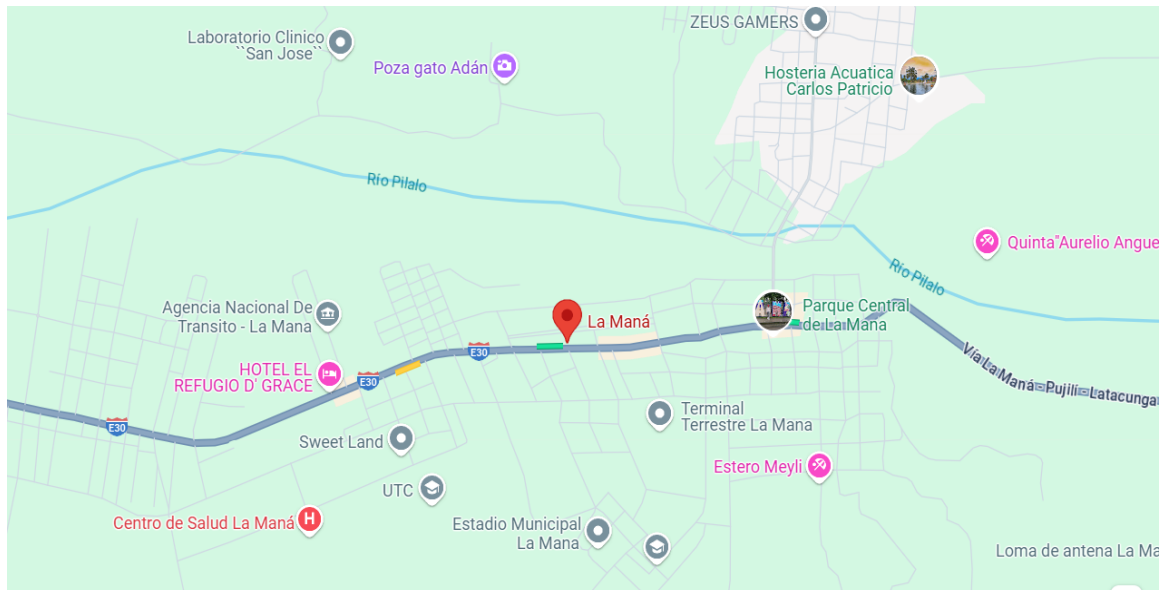 ZEUS GAMERS
Laboratorio Clinico
``San Jose``
Poza gato Adán
Hosteria Acuatica
Carlos Patricio
Río Pilalo
Quinta"Aurelio Angue
Río Pilalo
Agencia Nacional De
Transito - La Mana
Parque Central
de La Mana
La Maná
E30
Vía La Maná - Pujilí - Latacunga
HOTEL EL
REFUGIO D' GRACE
E30
E30
Terminal
Terrestre La Mana
Sweet Land
Estero Meyli
UTC
Centro de Salud La Maná
H
Estadio Municipal
La Mana
Loma de antena La Ma